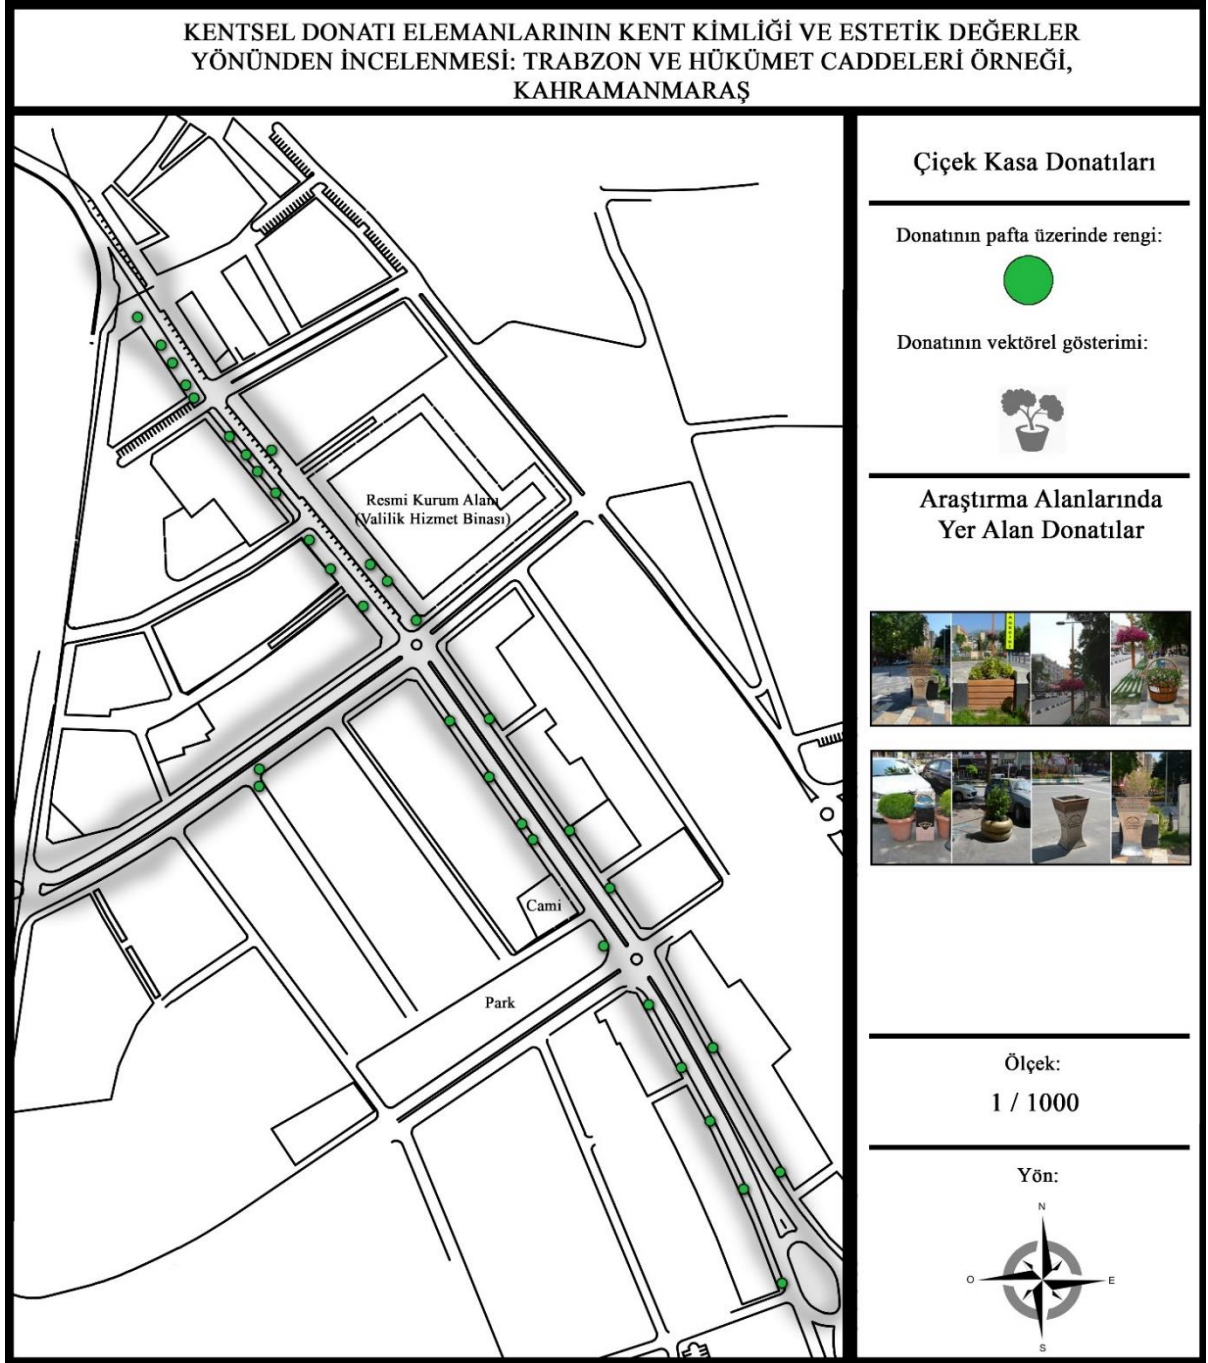 KENTSEL DONATI ELEMANLARININ KENT KİMLİĞİ VE ESTETİK DEĞERLER
YÖNÜNDEN İNCELENMESİ: TRABZON VE HÜKÜMET CADDELERİ ÖRNEĞİ,
KAHRAMANMARAŞ
Resmi Kurum Alanı
(Valilik Hizmet Binası)
Cami
Park
Çiçek Kasa Donatıları
Donatının pafta üzerinde rengi:
Donatının vektörel gösterimi:
Araştırma Alanlarında
Yer Alan Donatılar
Ölçek:
1 / 1000
Yön:
N
O
E
S